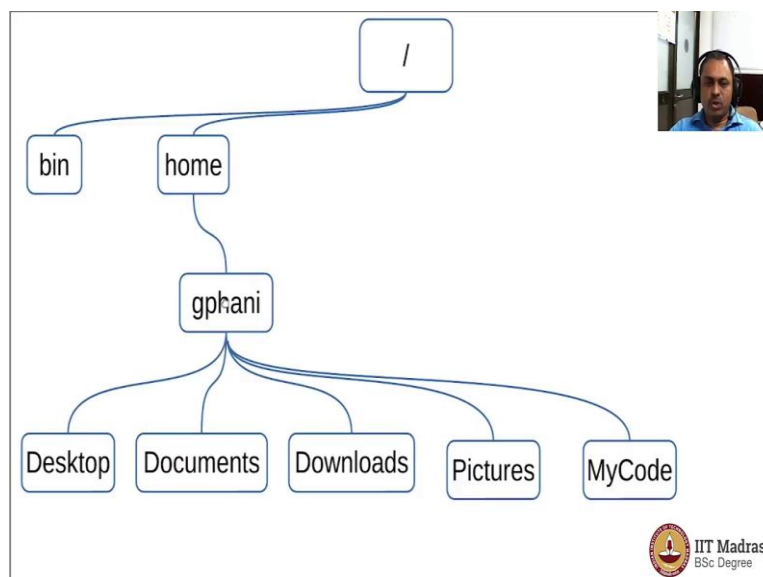 /
bin
home
gphani
Desktop
Documents
Downloads
Pictures
MyCode
IIT Madras
BSc Degree